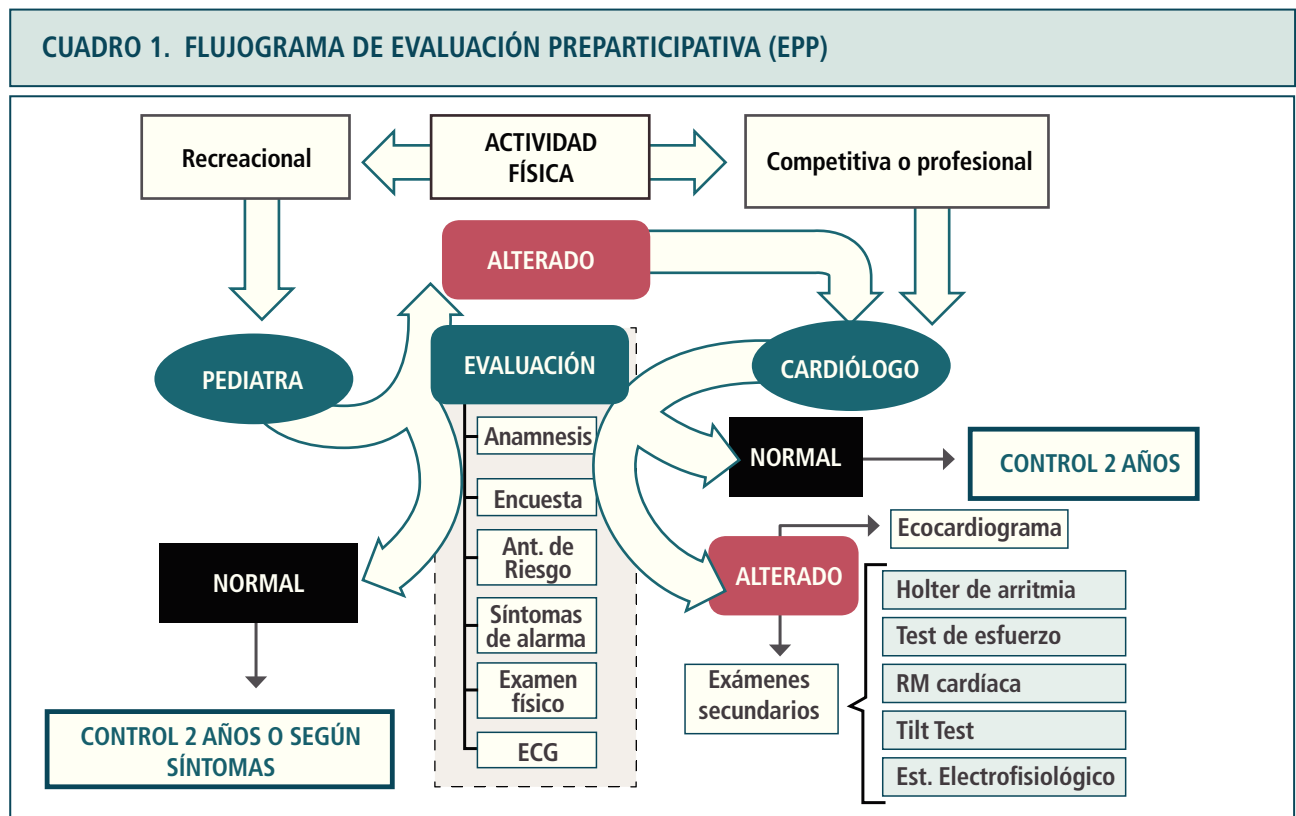 CUADRO 1. FLUJOGRAMA DE EVALUACIÓN PREPARTICIPATIVA (EPP)
Recreacional
ACTIVIDAD
FÍSICA
Competitiva o profesional
ALTERADO
PEDIATRA
EVALUACIÓN
CARDIÓLOGO
Anamnesis
Encuesta
Ant. de
Riesgo
Síntomas
de alarma
Examen
físico
ECG
NORMAL
CONTROL 2 AÑOS O SEGÚN
SÍNTOMAS
NORMAL
CONTROL 2 AÑOS
ALTERADO
Ecocardiograma
Exámenes
secundarios
Holter de arritmia
Test de esfuerzo
RM cardíaca
Tilt Test
Est. Electrofisiológico